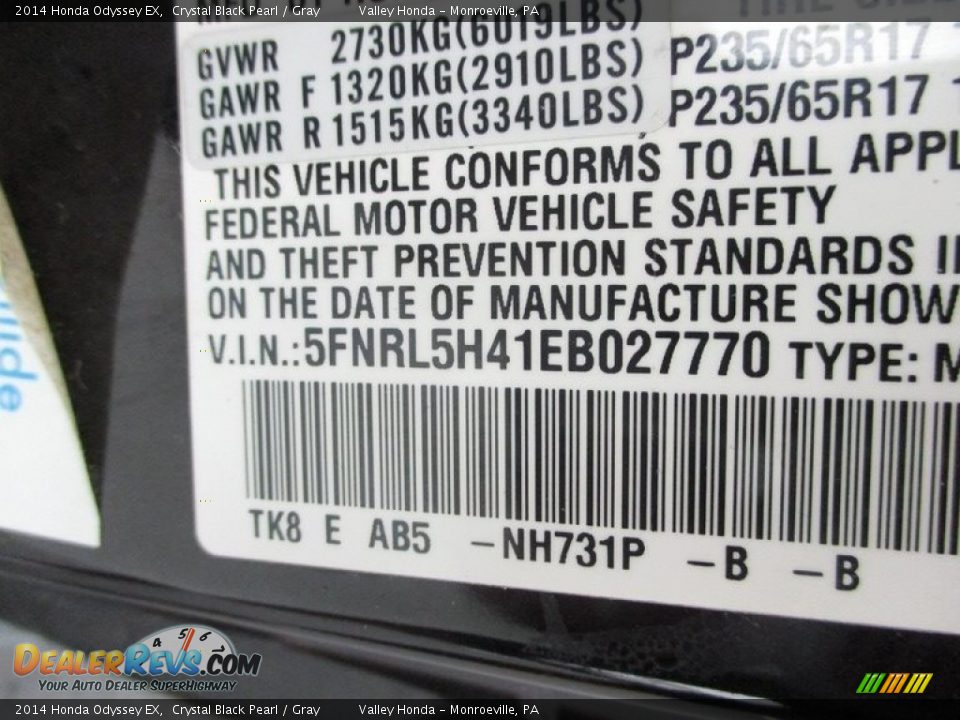 2014 Honda Odyssey EX, Crystal Black Pearl / Gray Valley Honda - Monroeville, PA
GVWR 2730KG(6019LBS)
GAWR F 1320KG(2910LBS) P235/65R17
GAWR R 1515KG(3340LBS) P235/65R17
THIS VEHICLE CONFORMS TO ALL APPL
FEDERAL MOTOR VEHICLE SAFETY
AND THEFT PREVENTION STANDARDS I
ON THE DATE OF MANUFACTURE SHOW
V.I.N.:5FNRL5H41EB027770 TYPE: M
TK8 E AB5 -NH731P -B -B
4 5 6
DEALERREVS.COM
YOUR AUTO DEALER SUPERHIGHWAY
2014 Honda Odyssey EX, Crystal Black Pearl / Gray Valley Honda - Monroeville, PA